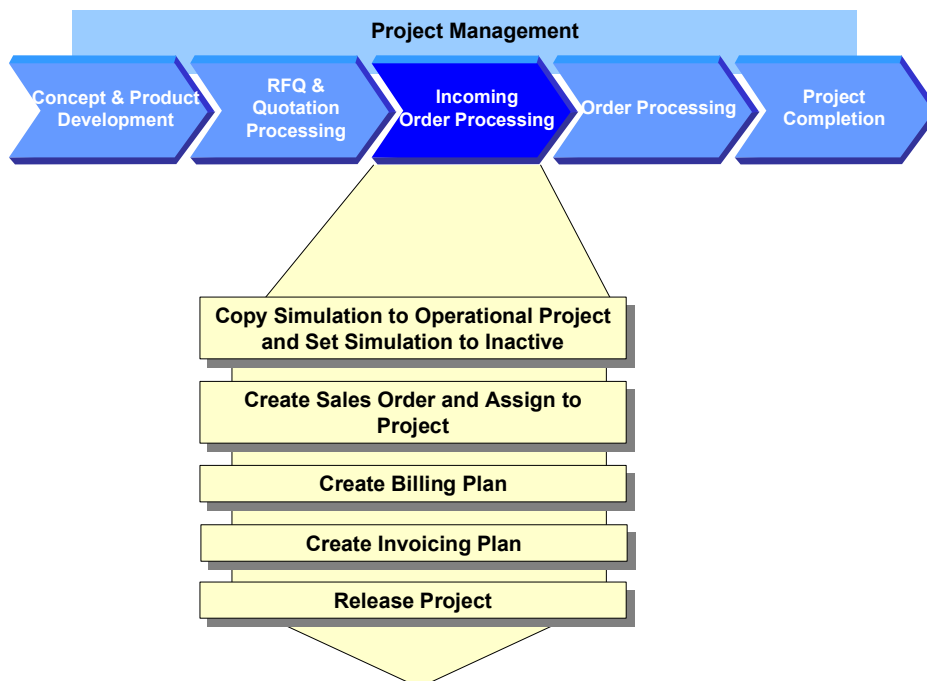 Project Management
Concept & Product
Development
RFQ &
Quotation
Processing
Incoming
Order Processing
Order Processing
Project
Completion
Copy Simulation to Operational Project
and Set Simulation to Inactive
Create Sales Order and Assign to
Project
Create Billing Plan
Create Invoicing Plan
Release Project